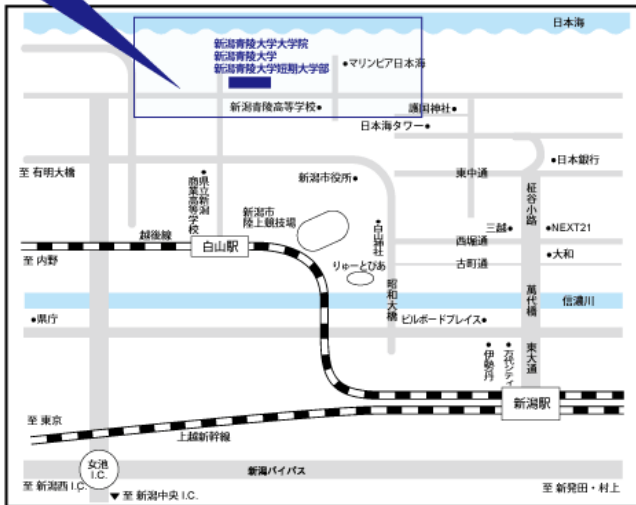 日本海
新潟青陵大学大学院
新潟青陵大学
新潟青陵大学短期大学部
●マリンピア日本海
新潟青陵高等学校●
護国神社●
日本海タワー●
●日本銀行
至 有明大橋
東中通
新潟市役所●
柾谷小路
●県立新潟
商業高等学校
新潟市
陸上競技場
●白山神社
三越●
●NEXT21
西堀通
越後線
白山駅
●大和
至 内野
りゅーとぴあ
古町通
昭和大橋
萬代橋
信濃川
●県庁
ビルボードプレイス●
●伊勢丹
●万代シティ
東大通
新潟駅
至 東京
上越新幹線
女池
I.C.
新潟バイパス
至 新潟西 I.C.
▼至 新潟中央 I.C.
至 新発田・村上